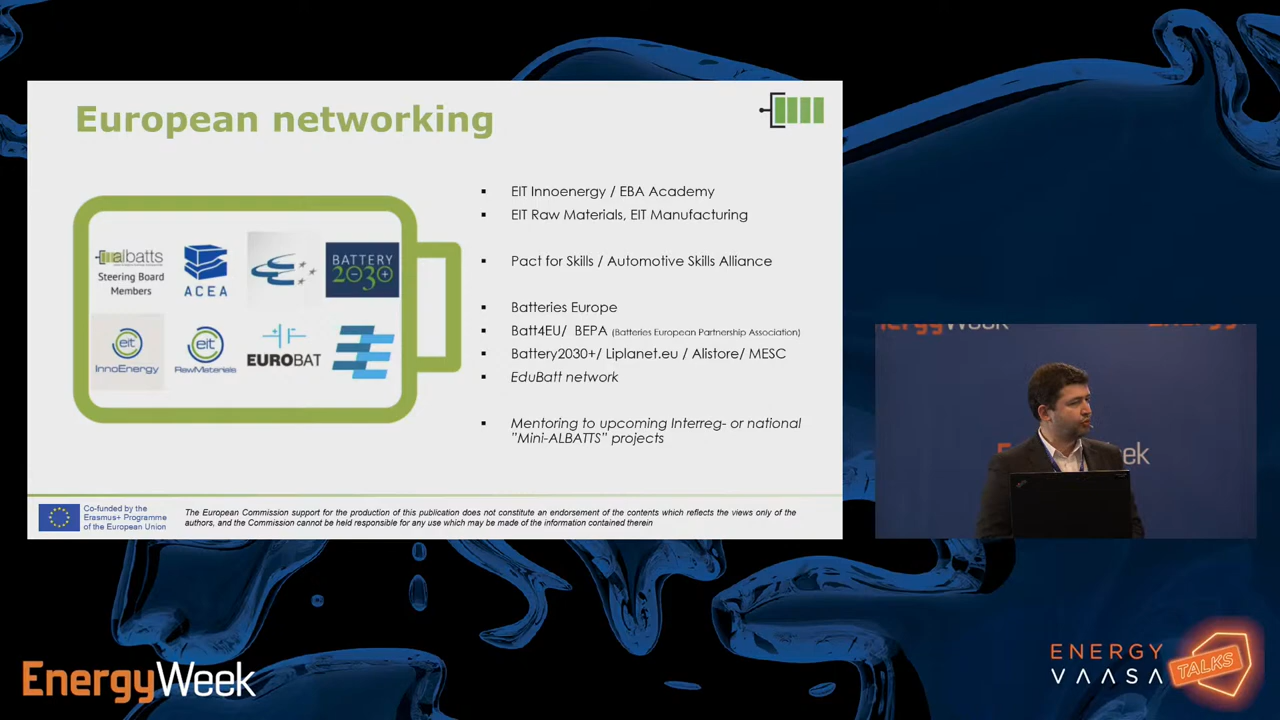 European networking
albatts
Steering Board
Members
ACEA
BATTERY
2030+
eit
InnoEnergy
eit
RawMaterials
EUROBAT
EIT Innoenergy / EBA Academy
EIT Raw Materials, EIT Manufacturing
Pact for Skills / Automotive Skills Alliance
Batteries Europe
Batt4EU/ BEPA (Batteries European Partnership Association)
Battery2030+/ Liplanet.eu / Alistore/ MESC
EduBatt network
Mentoring to upcoming Interreg- or national
"Mini-ALBATTS" projects
Co-funded by the
Erasmus+ Programme
of the European Union
The European Commission support for the production of this publication does not constitute an endorsement of the contents which reflects the views only of the
authors, and the Commission cannot be held responsible for any use which may be made of the information contained therein
EnergyWeek
ENERGY
VAASA
TALKS